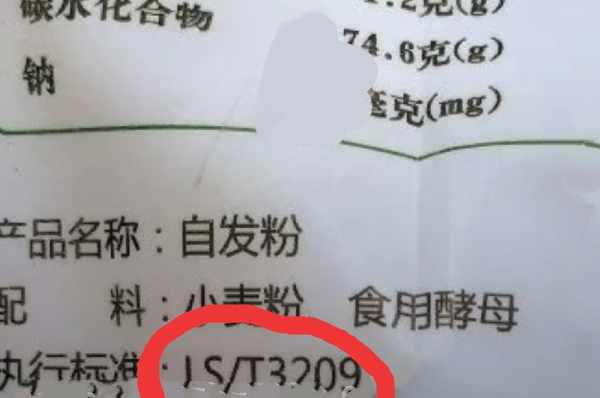 碳水化合物
74.6克(g)
钠 毫克(mg)
产品名称：自发粉
配 料：小麦粉、食用酵母
执行标准：LS/T3209